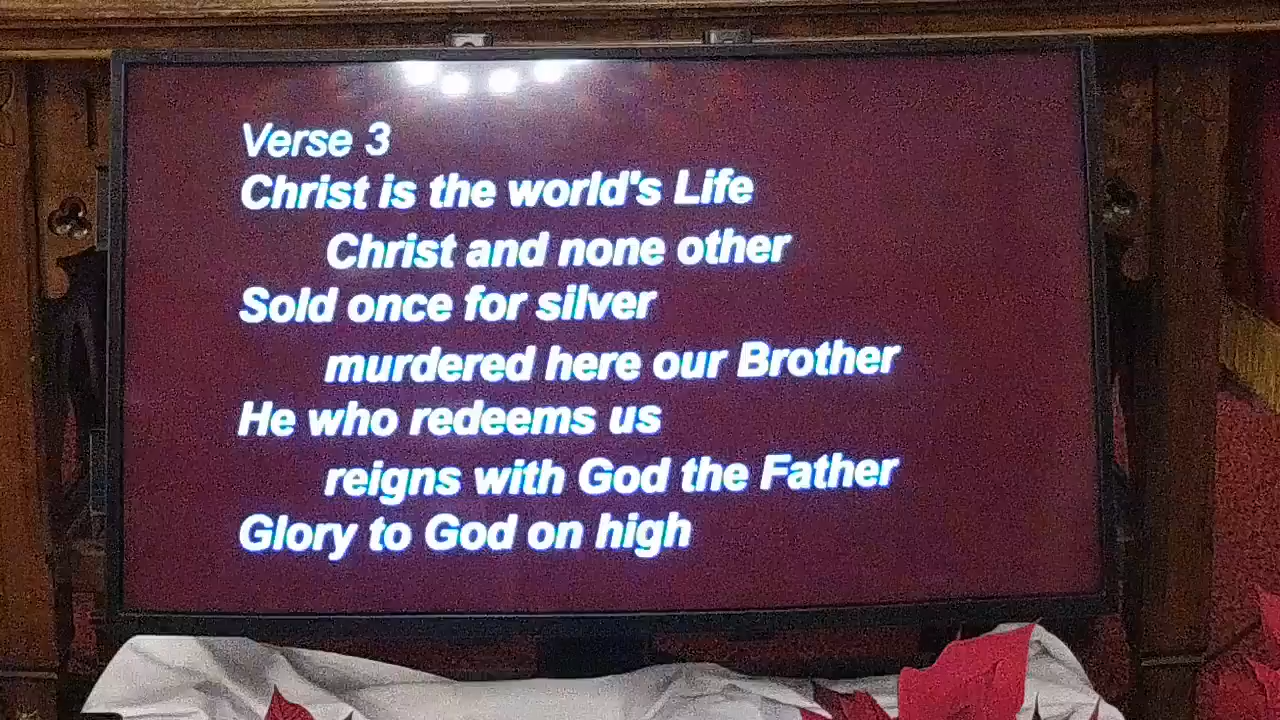 Verse 3
Christ is the world's Life
Christ and none other
Sold once for silver
murdered here our Brother
He who redeems us
reigns with God the Father
Glory to God on high